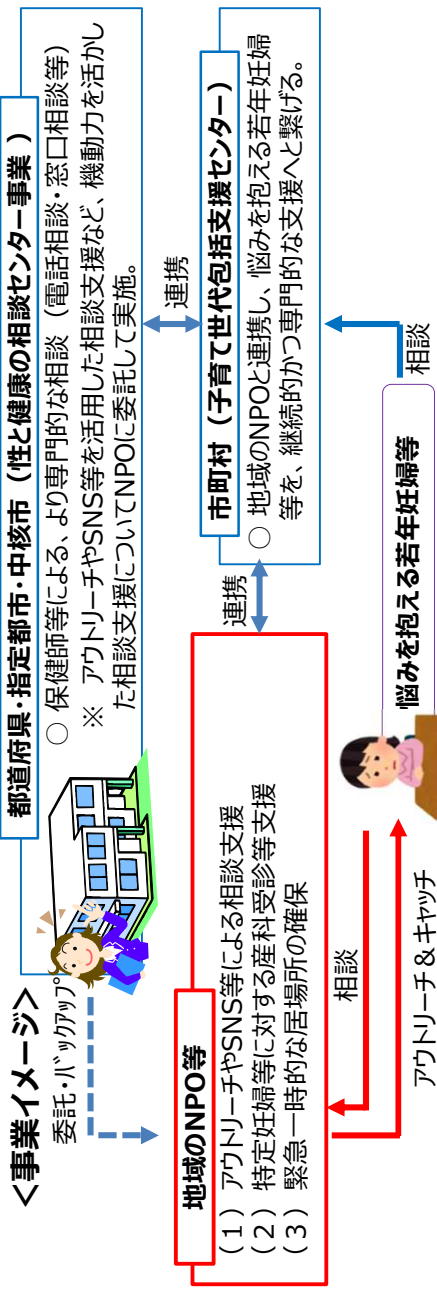 ＜事業イメージ＞
委託・バックアップ
都道府県・指定都市・中核市（性と健康の相談センター事業）
○ 保健師等による、より専門的な相談（電話相談・窓口相談等）
※ アウトリーチやSNS等を活用した相談支援など、機動力を活かし
た相談支援についてNPOに委託して実施。
連携
地域のNPO等
（１）アウトリーチやSNS等による相談支援
（２）特定妊婦等に対する産科受診等支援
（３）緊急一時的な居場所の確保
連携
市町村（子育て世代包括支援センター）
○ 地域のNPOと連携し、悩みを抱える若年妊婦
等を、継続的かつ専門的な支援へと繋げる。
相談
アウトリーチ＆キャッチ
悩みを抱える若年妊婦等
相談